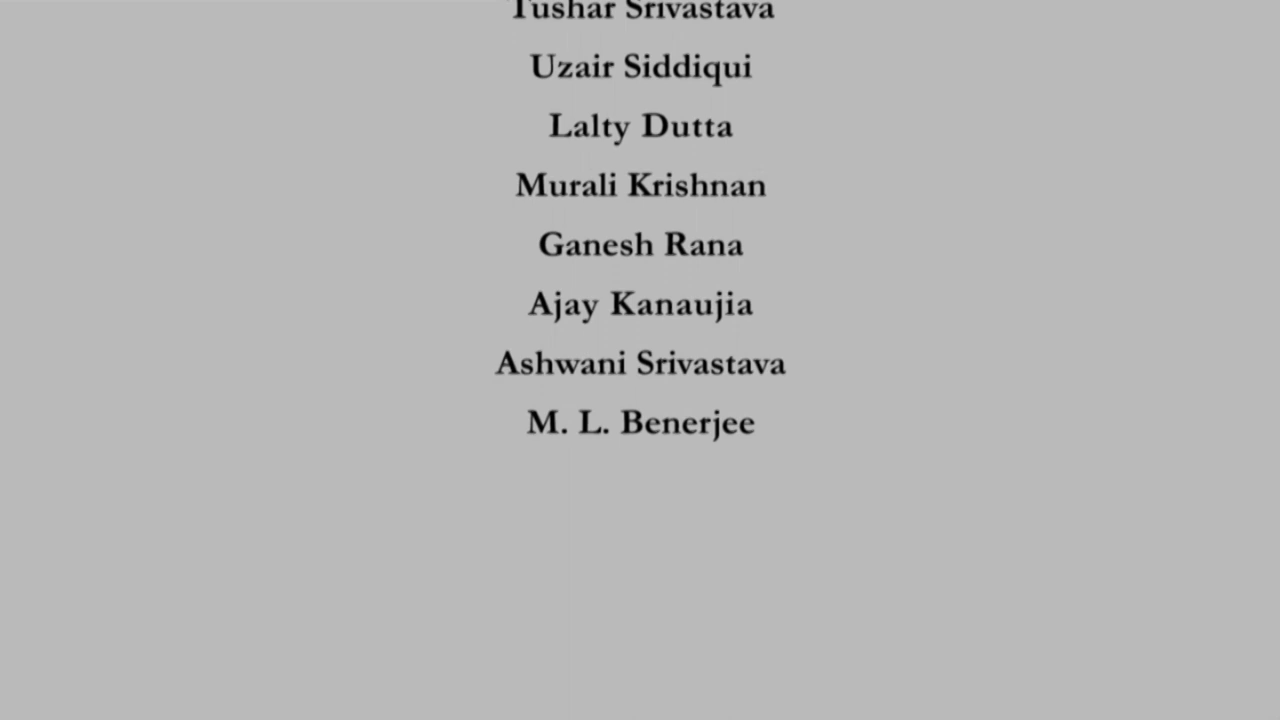 Tushar Srivastava
Uzair Siddiqui
Lalty Dutta
Murali Krishnan
Ganesh Rana
Ajay Kanaujia
Ashwani Srivastava
M. L. Benerjee